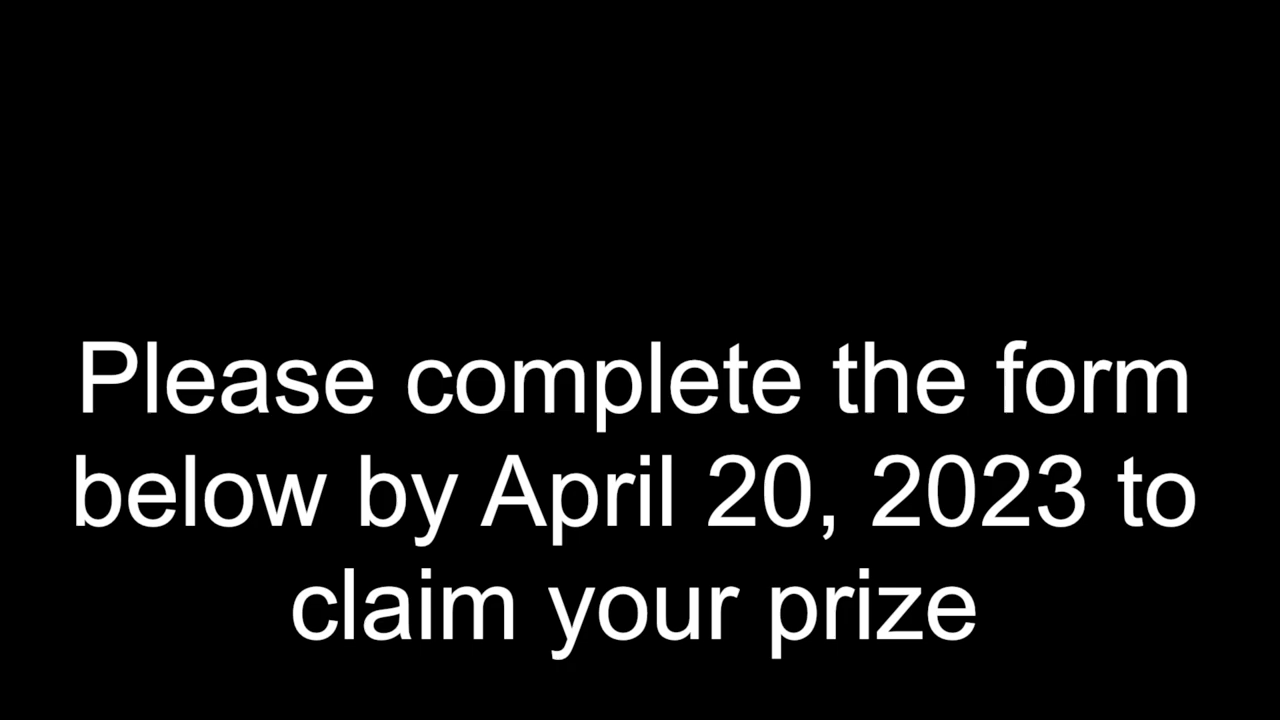 Please complete the form
below by April 20, 2023 to
claim your prize